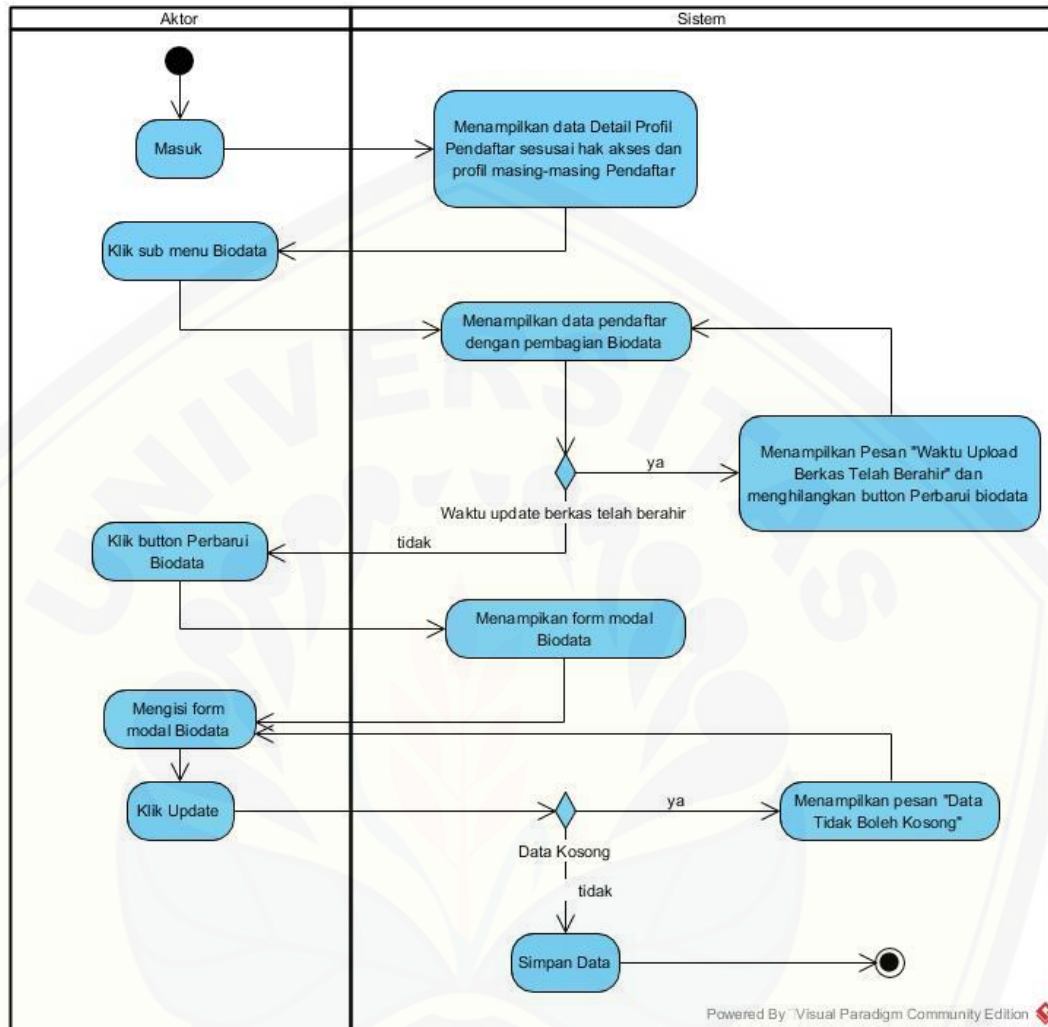 Aktor
Sistem
Masuk
Menampilkan data Detail Profil
Pendaftar sesusai hak akses dan
profil masing-masing Pendaftar
Klik sub menu Biodata
Menampilkan data pendaftar
dengan pembagian Biodata
ya
Menampilkan Pesan "Waktu Upload
Berkas Telah Berahir" dan
menghilangkan button Perbarui biodata
Waktu update berkas telah berahir
tidak
Klik button Perbarui
Biodata
Menampikan form modal
Biodata
Mengisi form
modal Biodata
Klik Update
ya
Menampilkan pesan "Data
Tidak Boleh Kosong"
Data Kosong
tidak
Simpan Data
UNIVERSITAS
Powered By Visual Paradigm Community Edition